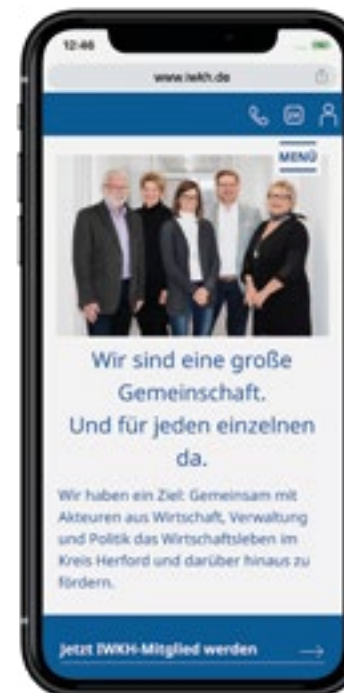 12:46
www.iwkh.de
MENÜ
Wir sind eine große
Gemeinschaft.
Und für jeden einzelnen
da.
Wir haben ein Ziel: Gemeinsam mit
Akteuren aus Wirtschaft, Verwaltung
und Politik das Wirtschaftsleben im
Kreis Herford und darüber hinaus zu
fördern.
Jetzt IWKH-Mitglied werden